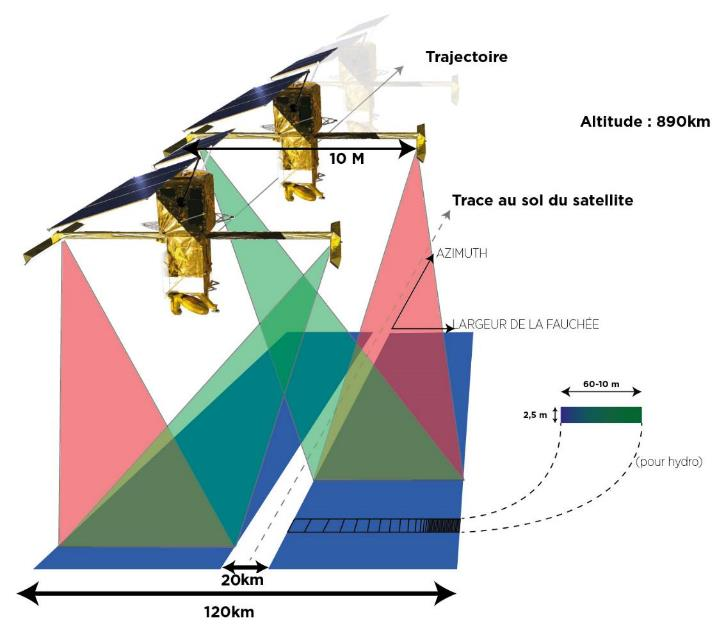 Trajectoire
Altitude : 890km
10 M
Trace au sol du satellite
AZIMUTH
LARGEUR DE LA FAUCHÉE
60-10 m
2,5 m
(pour hydro)
20km
120km